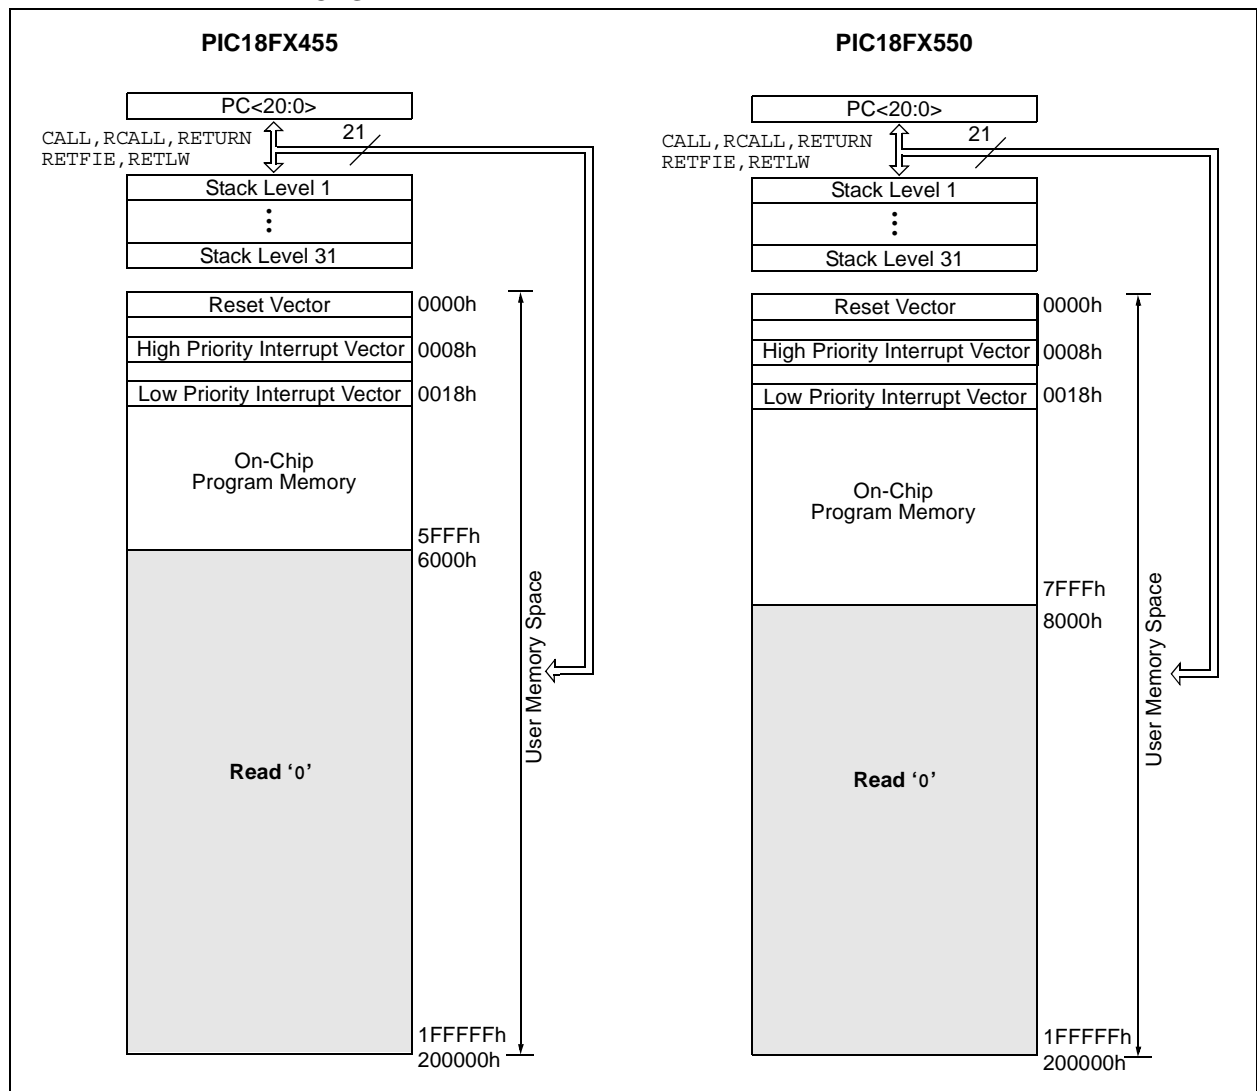 PIC18FX455
PC<20:0>
CALL,RCALL,RETURN
RETFIE,RETLW
21
Stack Level 1
Stack Level 31
Reset Vector
0000h
High Priority Interrupt Vector
0008h
Low Priority Interrupt Vector
0018h
On-Chip
Program Memory
5FFFh
6000h
Read ‘0’
User Memory Space
1FFFFFh
200000h
PIC18FX550
PC<20:0>
CALL,RCALL,RETURN
RETFIE,RETLW
21
Stack Level 1
Stack Level 31
Reset Vector
0000h
High Priority Interrupt Vector
0008h
Low Priority Interrupt Vector
0018h
On-Chip
Program Memory
7FFFh
8000h
Read ‘0’
User Memory Space
1FFFFFh
200000h